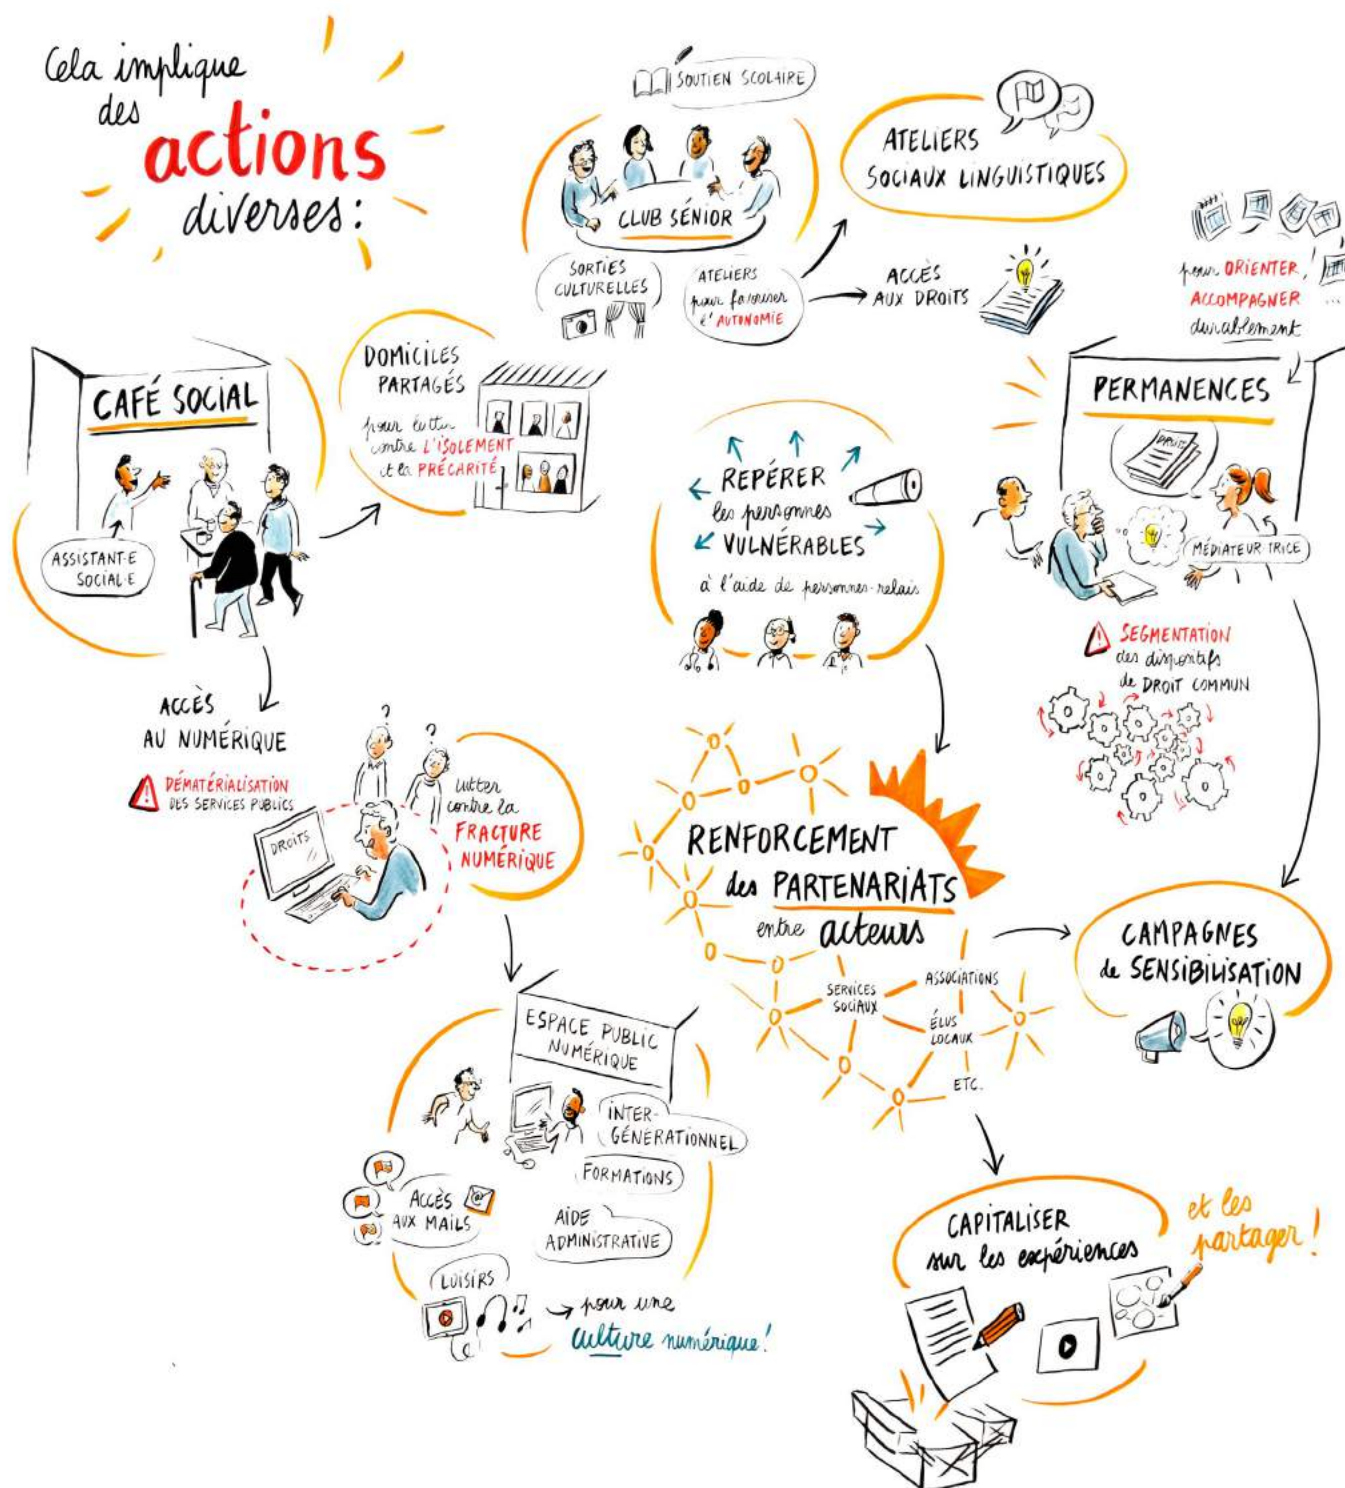 Cela implique
des
actions
diverses :
SOUTIEN SCOLAIRE
CLUB SÉNIOR
SORTIES
CULTURELLES
ATELIERS
pour favoriser
l'AUTONOMIE
ATELIERS
SOCIAUX LINGUISTIQUES
ACCÈS
AUX DROITS
pour ORIENTER,
ACCOMPAGNER
...
durablement
CAFÉ SOCIAL
ASSISTANT·E
SOCIAL·E
DOMICILES
PARTAGÉS
pour lutter
contre L'ISOLEMENT
et la PRÉCARITÉ
REPÉRER
les personnes
VULNÉRABLES
à l'aide de personnes-relais
PERMANENCES
DROITS
MÉDIATEUR·TRICE
SEGMENTATION
des dispositifs
de DROIT COMMUN
ACCÈS
AU NUMÉRIQUE
DÉMATÉRIALISATION
DES SERVICES PUBLICS
?
?
DROITS
lutter
contre la
FRACTURE
NUMÉRIQUE
RENFORCEMENT
des PARTENARIATS
entre acteurs
SERVICES
SOCIAUX
ASSOCIATIONS
ÉLUS
LOCAUX
ETC.
CAMPAGNES
de SENSIBILISATION
ESPACE PUBLIC
NUMÉRIQUE
INTER-
GÉNÉRATIONNEL
FORMATIONS
ACCÈS
AUX MAILS
@
AIDE
ADMINISTRATIVE
LOISIRS
pour une
culture numérique !
CAPITALISER
sur les expériences
et les
partager !